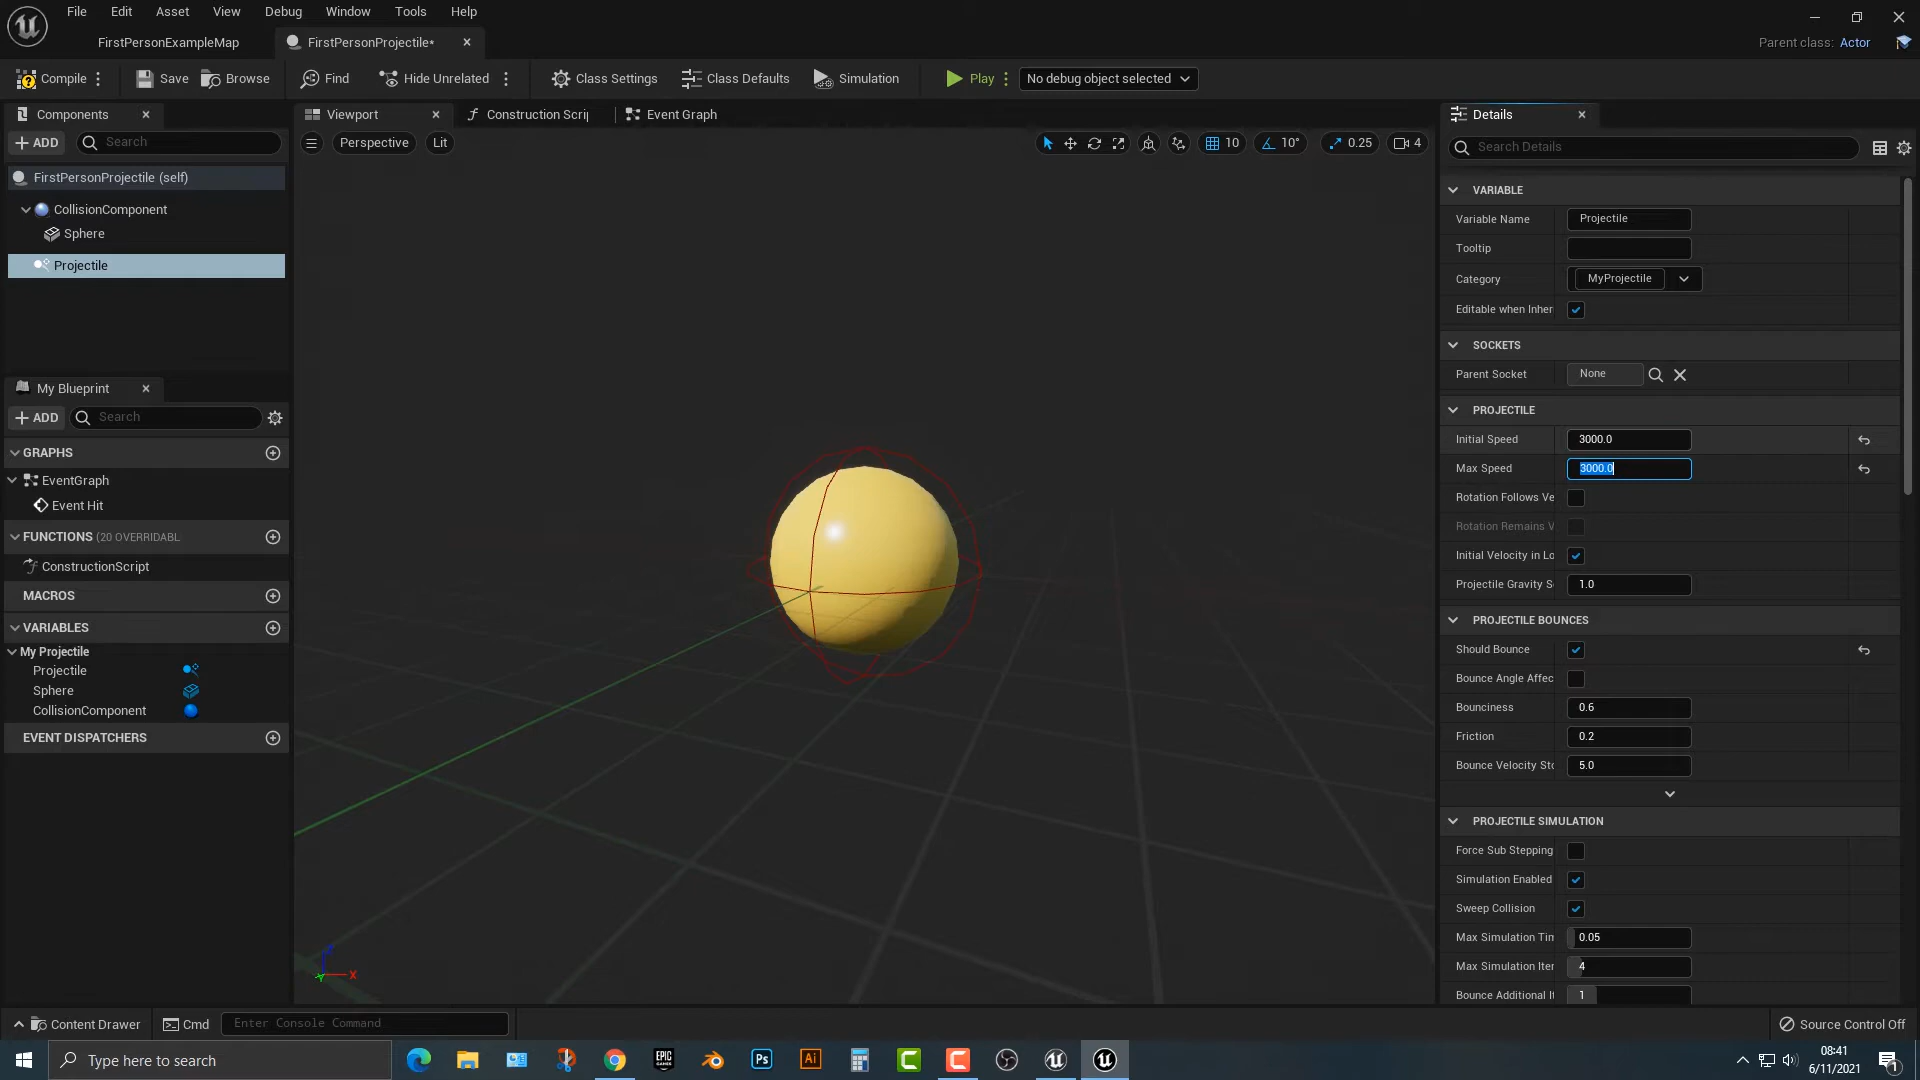 File Edit Asset View Debug Window Tools Help
FirstPersonExampleMap
FirstPersonProjectile*
Parent class: Actor
Compile
Save
Browse
Find
Hide Unrelated
Class Settings
Class Defaults
Simulation
Play
No debug object selected
Components
ADD
Search
FirstPersonProjectile (self)
CollisionComponent
Sphere
Projectile
My Blueprint
ADD
Search
GRAPHS
EventGraph
Event Hit
FUNCTIONS (20 OVERRIDABL
ConstructionScript
MACROS
VARIABLES
My Projectile
Projectile
Sphere
CollisionComponent
EVENT DISPATCHERS
Viewport
Construction Scrip
Event Graph
Perspective
Lit
10
10°
0.25
4
X
Details
Search Details
VARIABLE
Variable Name Projectile
Tooltip
Category MyProjectile
Editable when Inher
SOCKETS
Parent Socket None
PROJECTILE
Initial Speed 3000.0
Max Speed 3000.0
Rotation Follows Ve
Rotation Remains V
Initial Velocity in Lo
Projectile Gravity S 1.0
PROJECTILE BOUNCES
Should Bounce
Bounce Angle Affec
Bounciness 0.6
Friction 0.2
Bounce Velocity Sto 5.0
PROJECTILE SIMULATION
Force Sub Stepping
Simulation Enabled
Sweep Collision
Max Simulation Tim 0.05
Max Simulation Iter 4
Bounce Additional It 1
Content Drawer
Cmd
Enter Console Command
Source Control Off
Type here to search
EPIC GAMES
Ps
Ai
08:41
6/11/2021
1